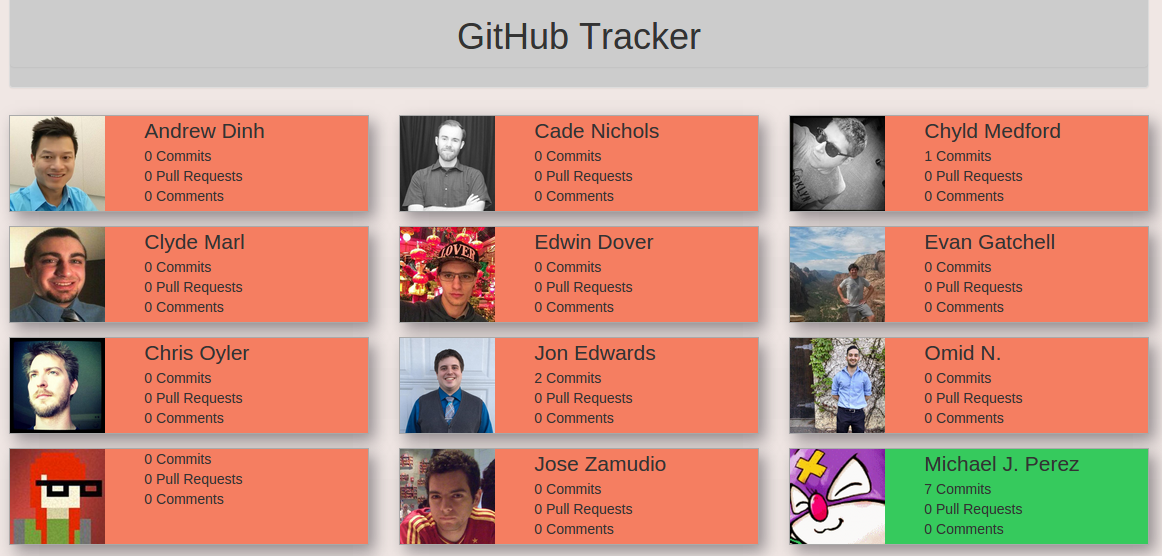 GitHub Tracker
Andrew Dinh
0 Commits
0 Pull Requests
0 Comments
Cade Nichols
0 Commits
0 Pull Requests
0 Comments
Chyld Medford
1 Commits
0 Pull Requests
0 Comments
Clyde Marl
0 Commits
0 Pull Requests
0 Comments
LOVER
Edwin Dover
0 Commits
0 Pull Requests
0 Comments
Evan Gatchell
0 Commits
0 Pull Requests
0 Comments
Chris Oyler
0 Commits
0 Pull Requests
0 Comments
Jon Edwards
2 Commits
0 Pull Requests
0 Comments
Omid N.
0 Commits
0 Pull Requests
0 Comments
0 Commits
0 Pull Requests
0 Comments
Jose Zamudio
0 Commits
0 Pull Requests
0 Comments
Michael J. Perez
7 Commits
0 Pull Requests
0 Comments